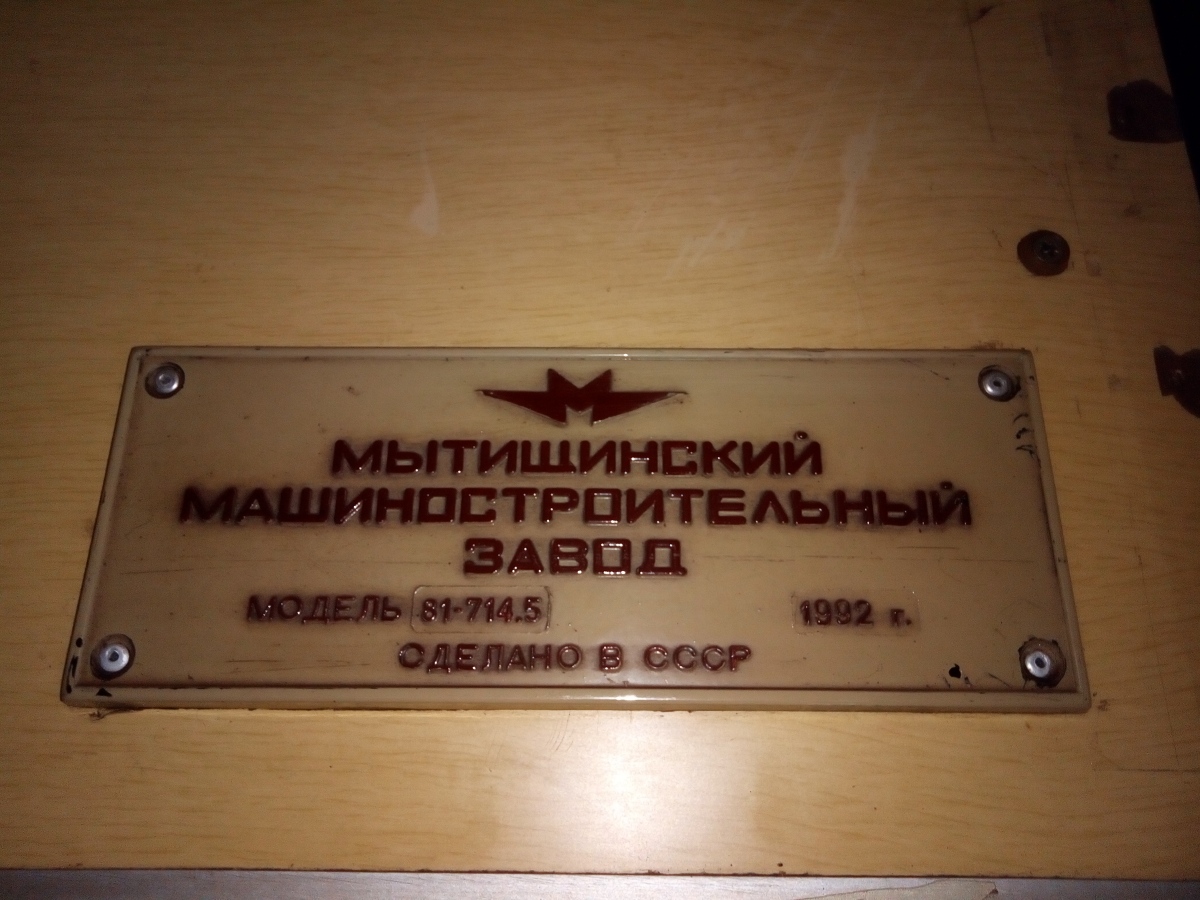 МЫТИЩИНСКИЙ
МАШИНОСТРОИТЕЛЬНЫЙ
ЗАВОД
МОДЕЛЬ 81-714.5 1992 г.
СДЕЛАНО В СССР